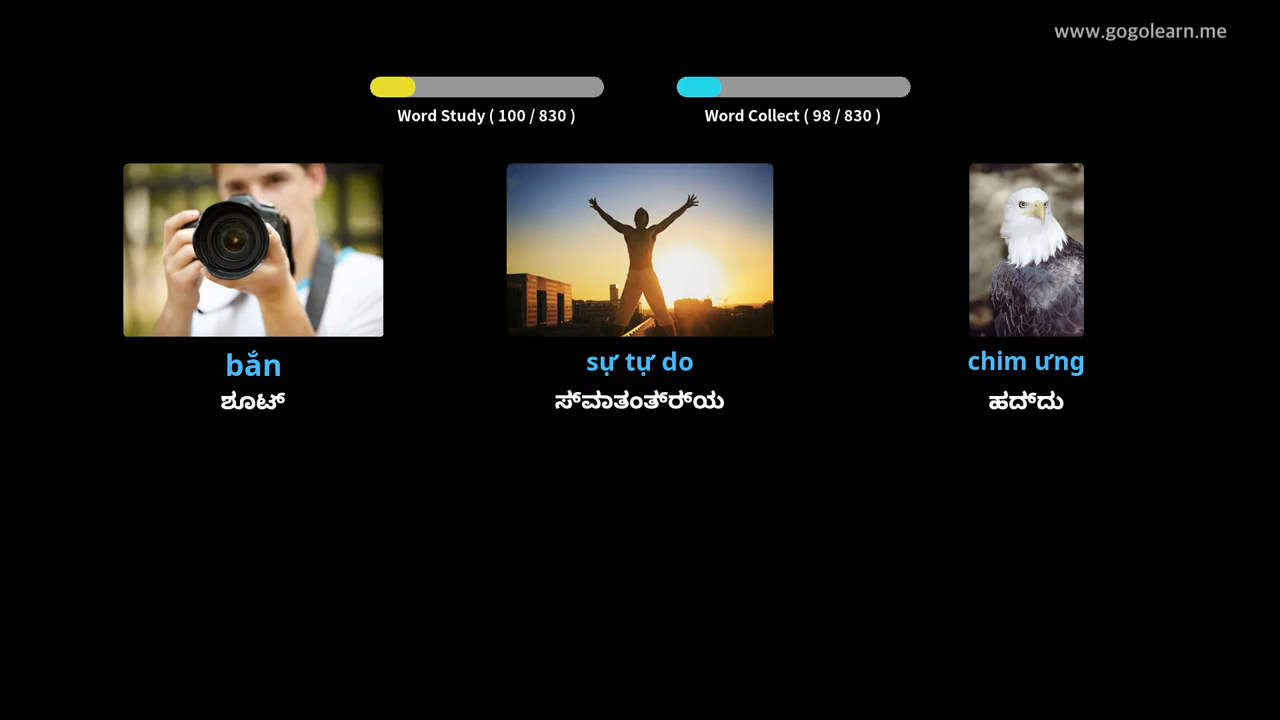 www.gogolearn.me
Word Study ( 100 / 830 )
Word Collect ( 98 / 830 )
bắn
ಶೂಟ್
sự tự do
ಸ್ವಾತಂತ್ರ್ಯ
chim ưng
ಹದ್ದು